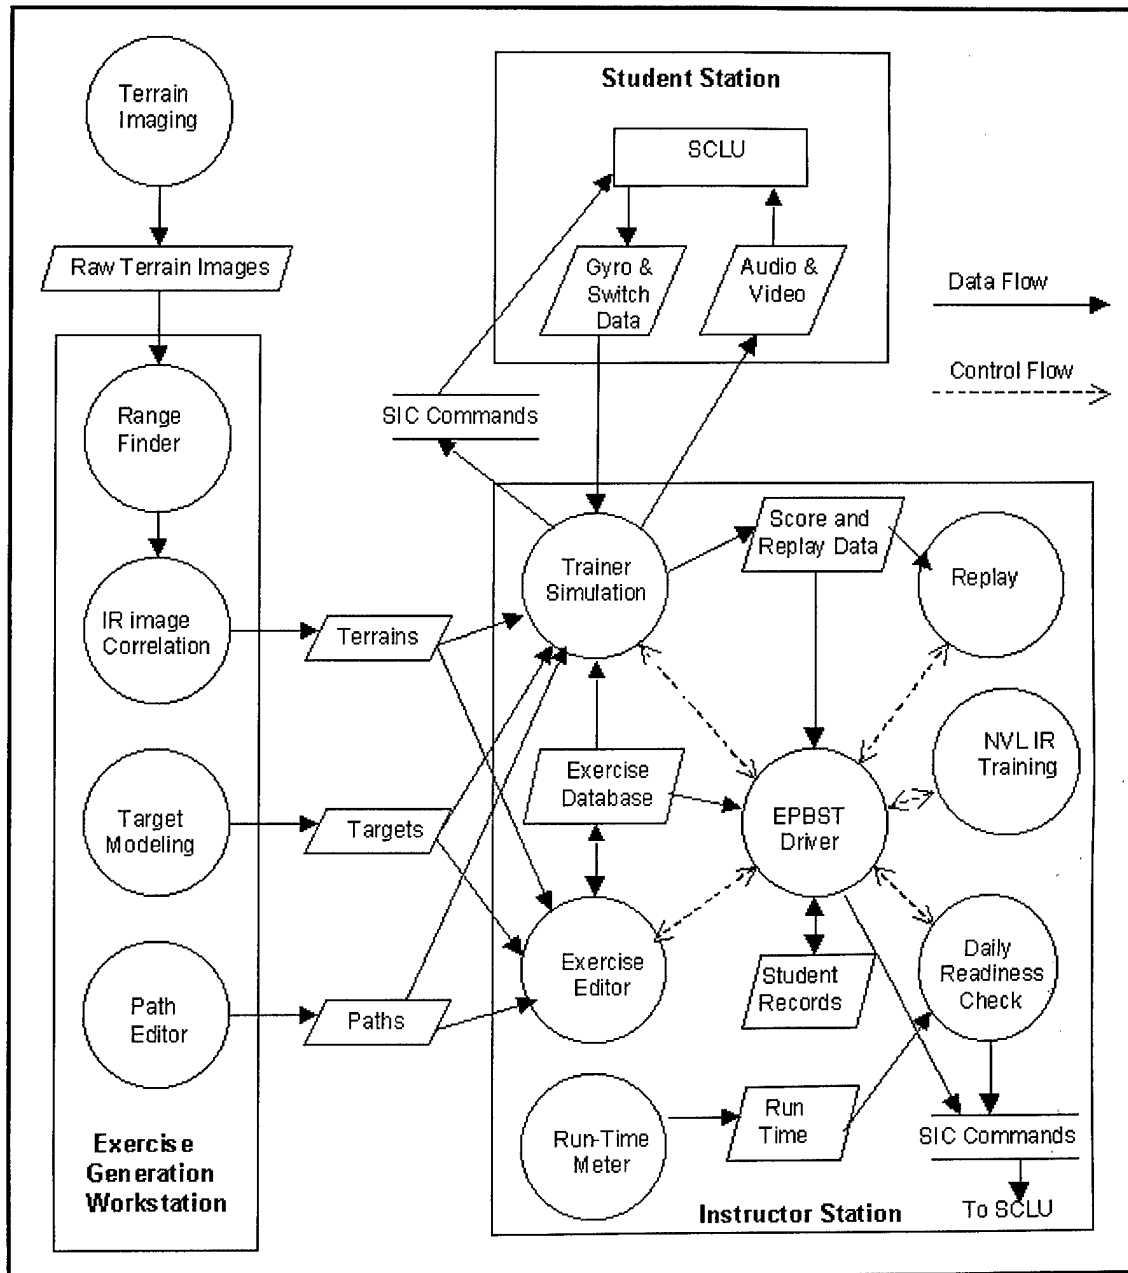 Terrain
Imaging
Raw Terrain Images
Range
Finder
IR image
Correlation
Target
Modeling
Path
Editor
Exercise
Generation
Workstation
Terrains
Targets
Paths
Student Station
SCLU
Gyro &
Switch
Data
Audio &
Video
SIC Commands
Data Flow
Control Flow
Trainer
Simulation
Score and
Replay Data
Replay
NVL IR
Training
Exercise
Database
EPBST
Driver
Exercise
Editor
Student
Records
Daily
Readiness
Check
Run-Time
Meter
Run
Time
SIC Commands
To SCLU
Instructor Station